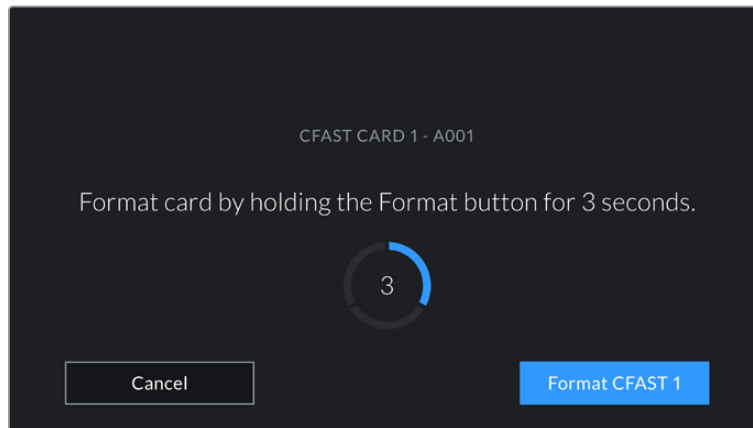 CFAST CARD 1 - A001
Format card by holding the Format button for 3 seconds.
3
Cancel
Format CFAST 1